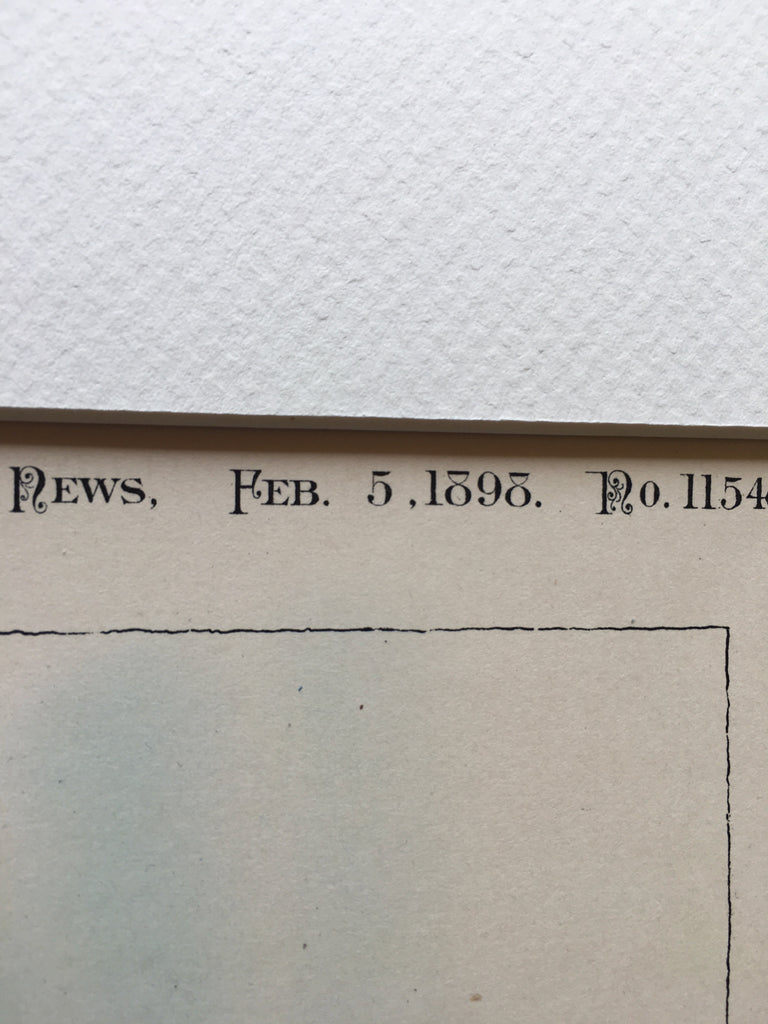 News, Feb. 5, 1898. No. 1154